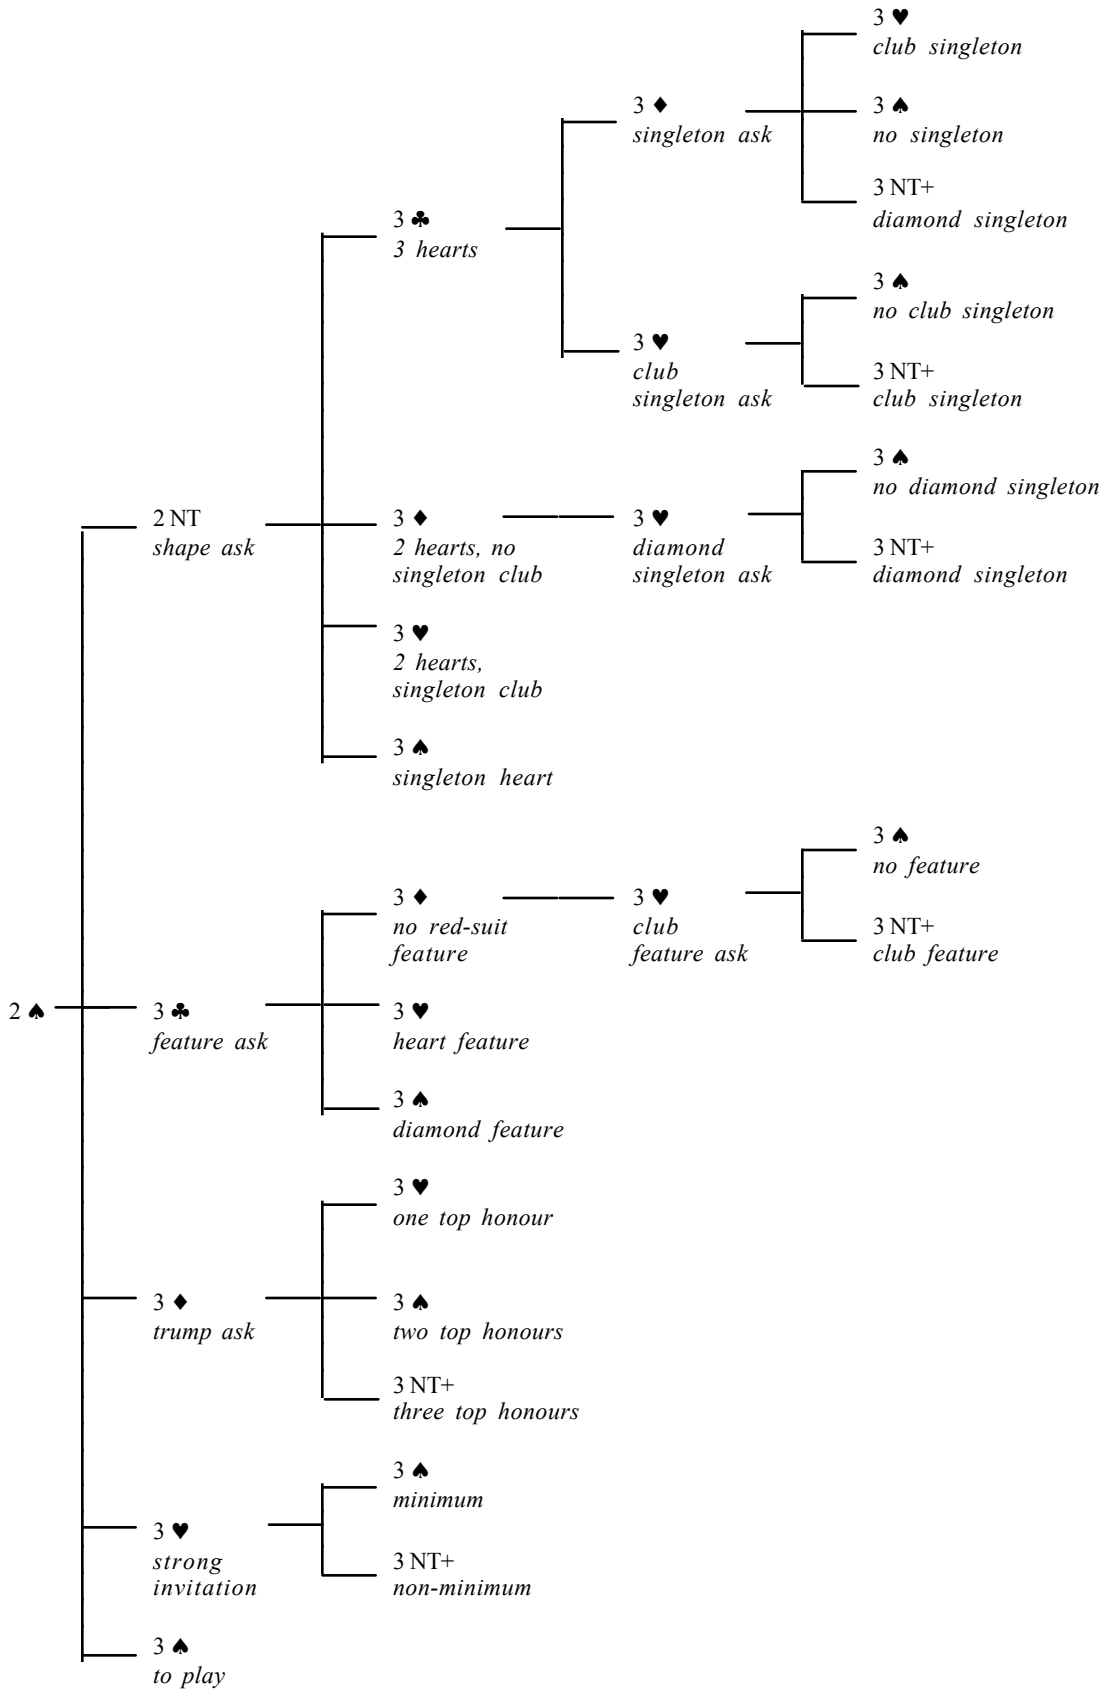 3 ♥
club singleton
3 ♦
singleton ask
3 ♠
no singleton
3 NT+
diamond singleton
3 ♣
3 hearts
3 ♠
no club singleton
3 ♥
club
singleton ask
3 NT+
club singleton
3 ♠
no diamond singleton
2 NT
shape ask
3 ♦
2 hearts, no
singleton club
3 ♥
diamond
singleton ask
3 NT+
diamond singleton
3 ♥
2 hearts,
singleton club
3 ♠
singleton heart
3 ♠
no feature
3 ♦
no red-suit
feature
3 ♥
club
feature ask
3 NT+
club feature
2 ♠
3 ♣
feature ask
3 ♥
heart feature
3 ♠
diamond feature
3 ♥
one top honour
3 ♦
trump ask
3 ♠
two top honours
3 NT+
three top honours
3 ♠
minimum
3 ♥
strong
invitation
3 NT+
non-minimum
3 ♠
to play